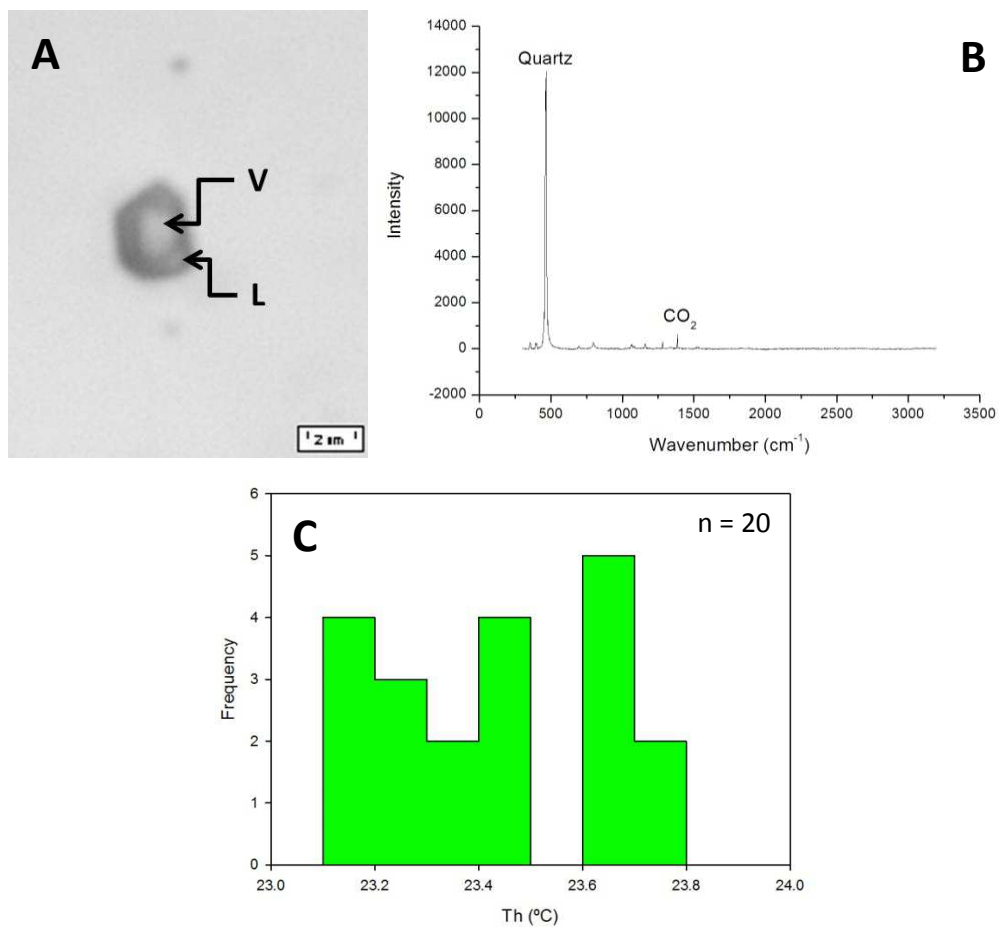 A
V
L
2 um
B
14000
12000
10000
8000
6000
4000
2000
0
-2000
Intensity
Quartz
CO₂
0 500 1000 1500 2000 2500 3000 3500
Wavenumber (cm⁻¹)
C
n = 20
6
5
4
3
2
1
0
Frequency
23.0 23.2 23.4 23.6 23.8 24.0
Th (ºC)